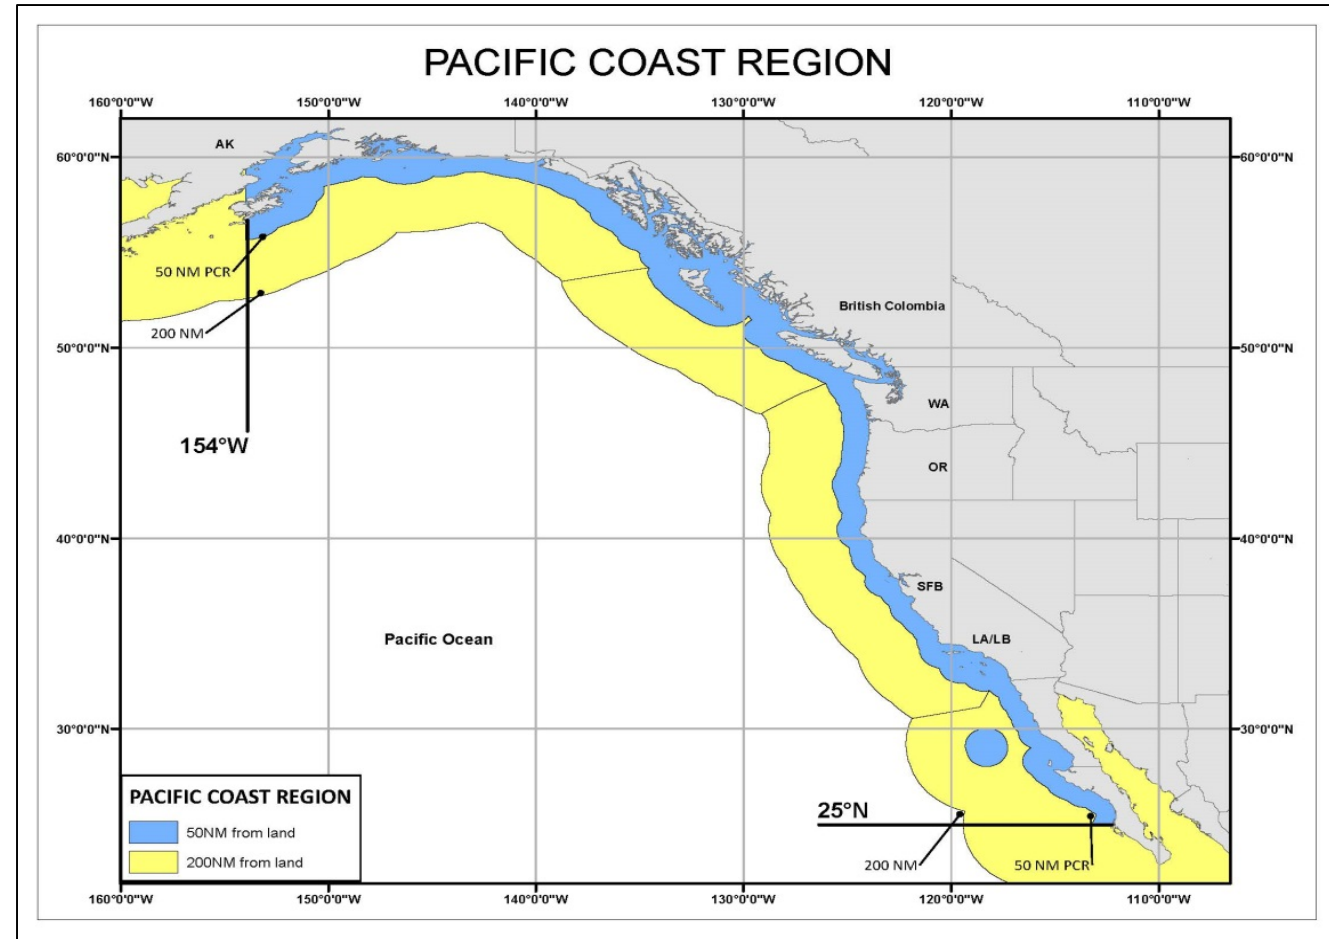 PACIFIC COAST REGION
160°0'0"W 150°0'0"W 140°0'0"W 130°0'0"W 120°0'0"W 110°0'0"W
AK
60°0'0"N 60°0'0"N
50 NM PCR
British Colombia
200 NM
50°0'0"N 50°0'0"N
WA
154°W
OR
40°0'0"N 40°0'0"N
SFB
Pacific Ocean
LA/LB
30°0'0"N 30°0'0"N
PACIFIC COAST REGION
25°N
50NM from land
200NM from land
200 NM
50 NM PCR
160°0'0"W 150°0'0"W 140°0'0"W 130°0'0"W 120°0'0"W 110°0'0"W